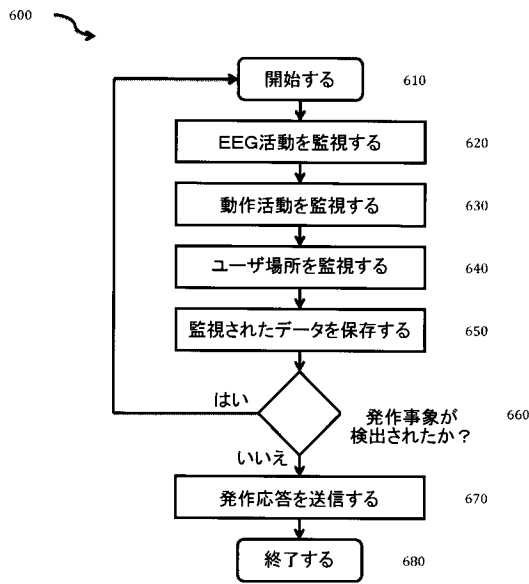 600
開始する 610
EEG活動を監視する 620
動作活動を監視する 630
ユーザ場所を監視する 640
監視されたデータを保存する 650
はい
発作事象が 660
検出されたか？
いいえ
発作応答を送信する 670
終了する 680